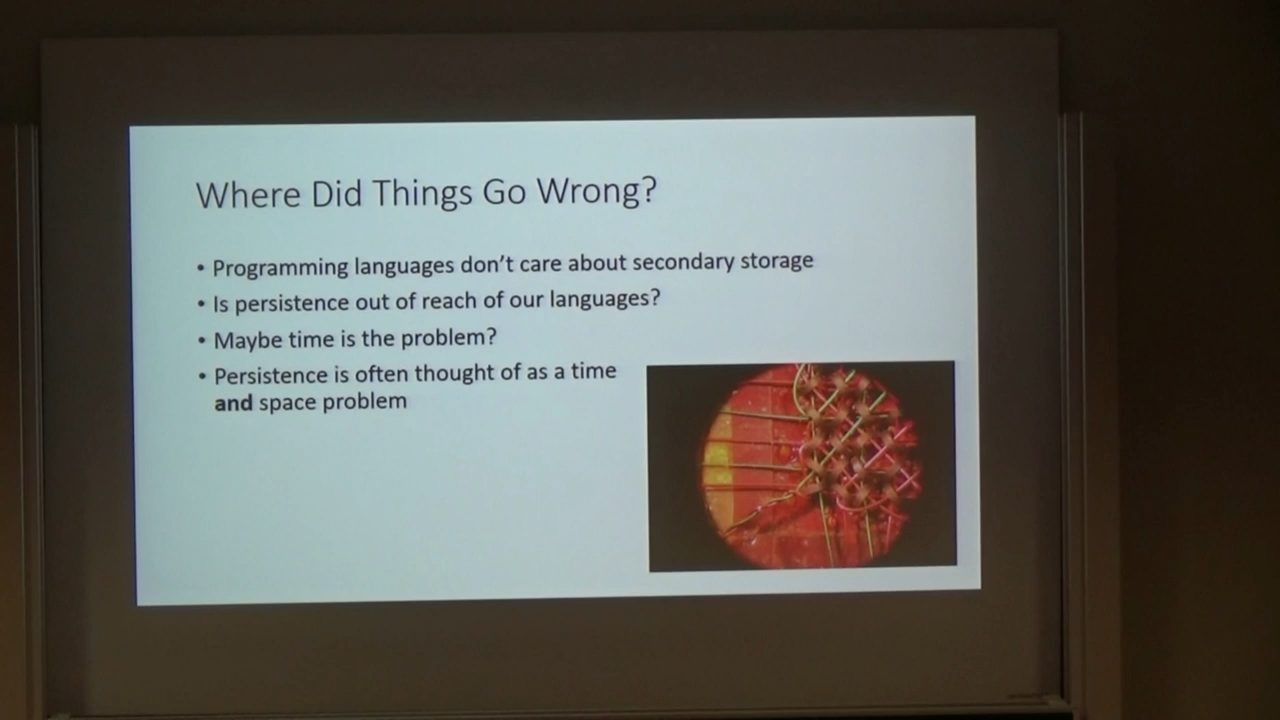 Where Did Things Go Wrong?
• Programming languages don't care about secondary storage
• Is persistence out of reach of our languages?
• Maybe time is the problem?
• Persistence is often thought of as a time
and space problem